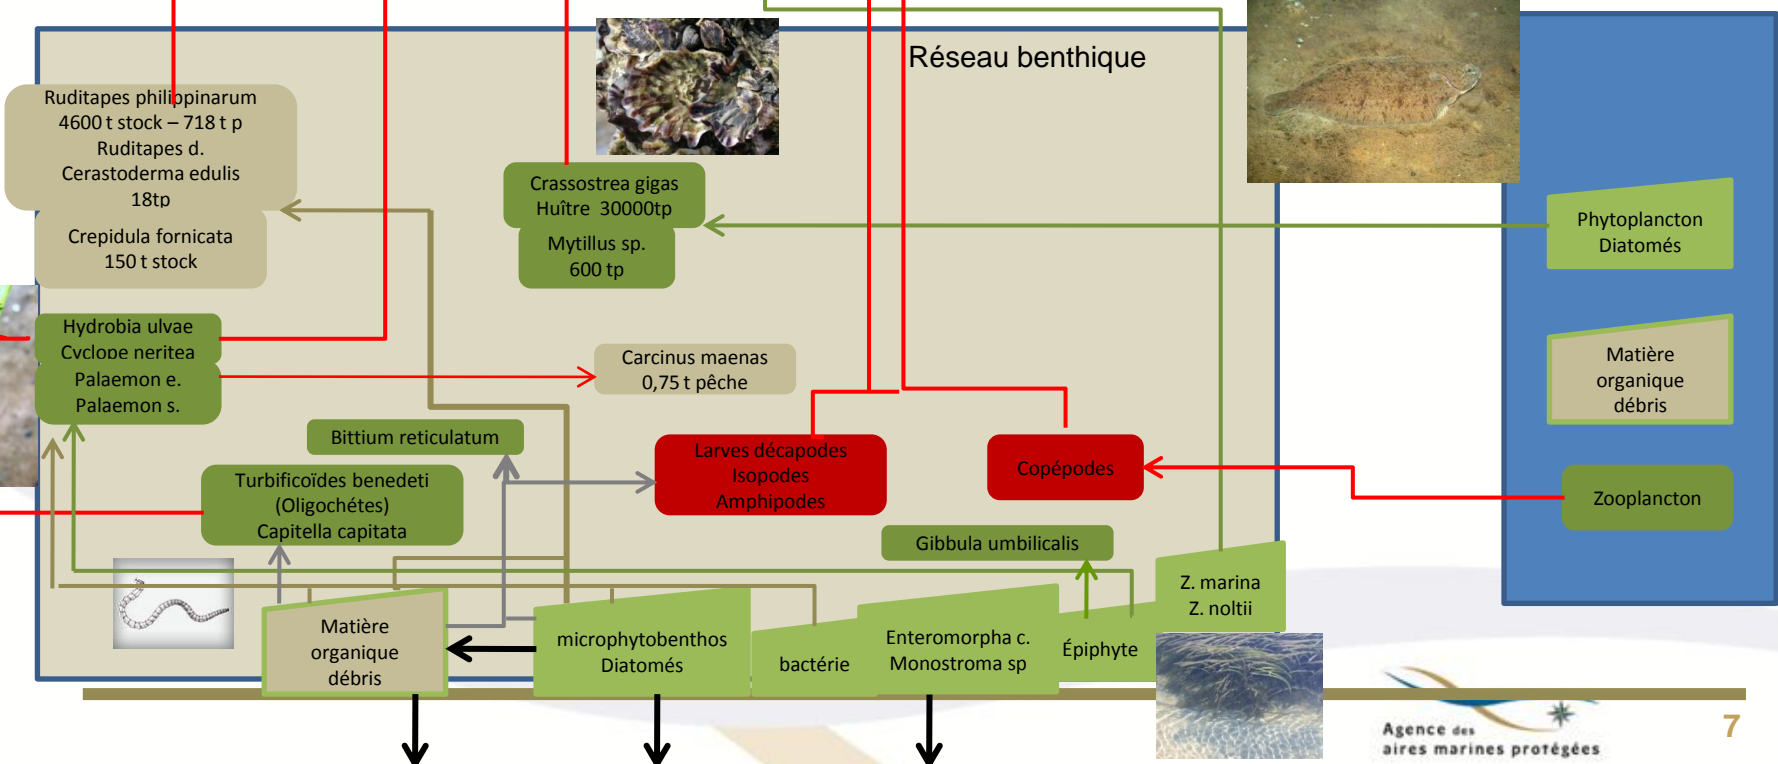 Réseau benthique
Ruditapes philippinarum
4600 t stock – 718 t p
Ruditapes d.
Cerastoderma edulis
18tp
Crepidula fornicata
150 t stock
Crassostrea gigas
Huître 30000tp
Mytillus sp.
600 tp
Phytoplancton
Diatomés
Hydrobia ulvae
Cyclope neritea
Palaemon e.
Palaemon s.
Carcinus maenas
0,75 t pêche
Matière
organique
débris
Bittium reticulatum
Larves décapodes
Isopodes
Amphipodes
Copépodes
Zooplancton
Turbificoïdes benedeti
(Oligochétes)
Capitella capitata
Gibbula umbilicalis
Z. marina
Z. noltii
Matière
organique
débris
microphytobenthos
Diatomés
bactérie
Enteromorpha c.
Monostroma sp
Épiphyte
Agence des
aires marines protégées
7